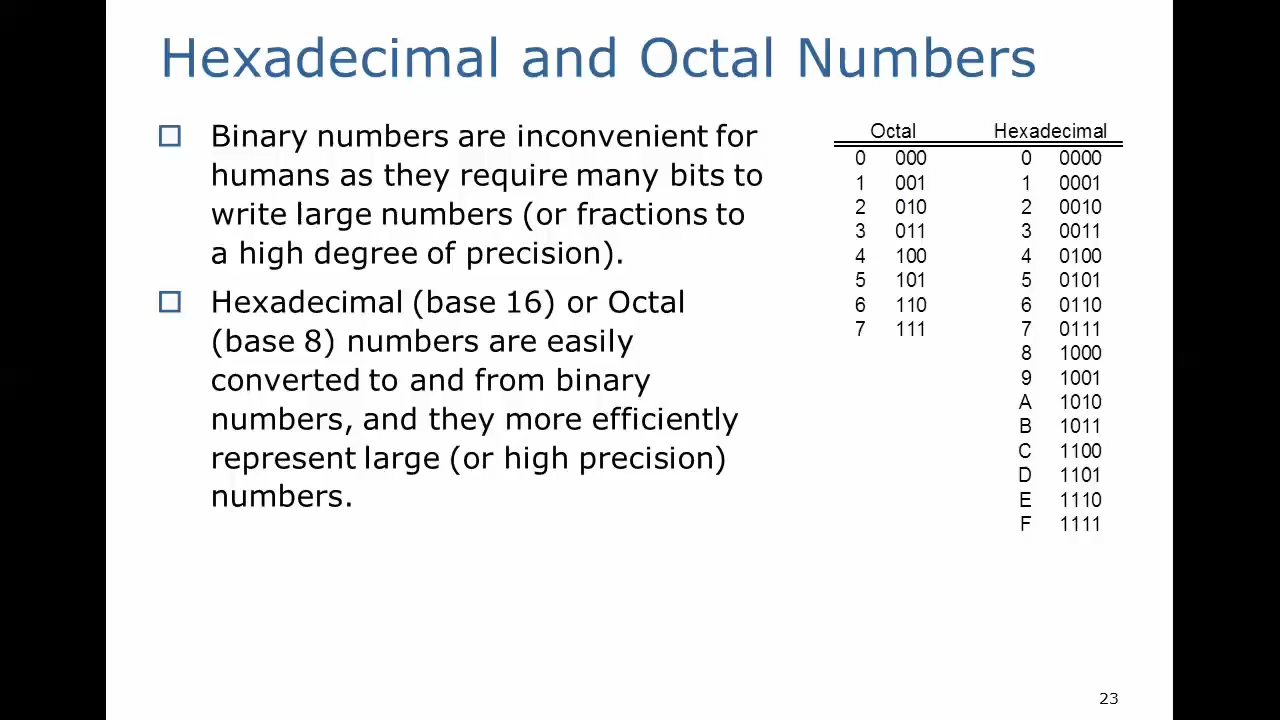 Hexadecimal and Octal Numbers
Binary numbers are inconvenient for
humans as they require many bits to
write large numbers (or fractions to
a high degree of precision).
Hexadecimal (base 16) or Octal
(base 8) numbers are easily
converted to and from binary
numbers, and they more efficiently
represent large (or high precision)
numbers.
Octal Hexadecimal
0 000 0 0000
1 001 1 0001
2 010 2 0010
3 011 3 0011
4 100 4 0100
5 101 5 0101
6 110 6 0110
7 111 7 0111
8 1000
9 1001
A 1010
B 1011
C 1100
D 1101
E 1110
F 1111
23